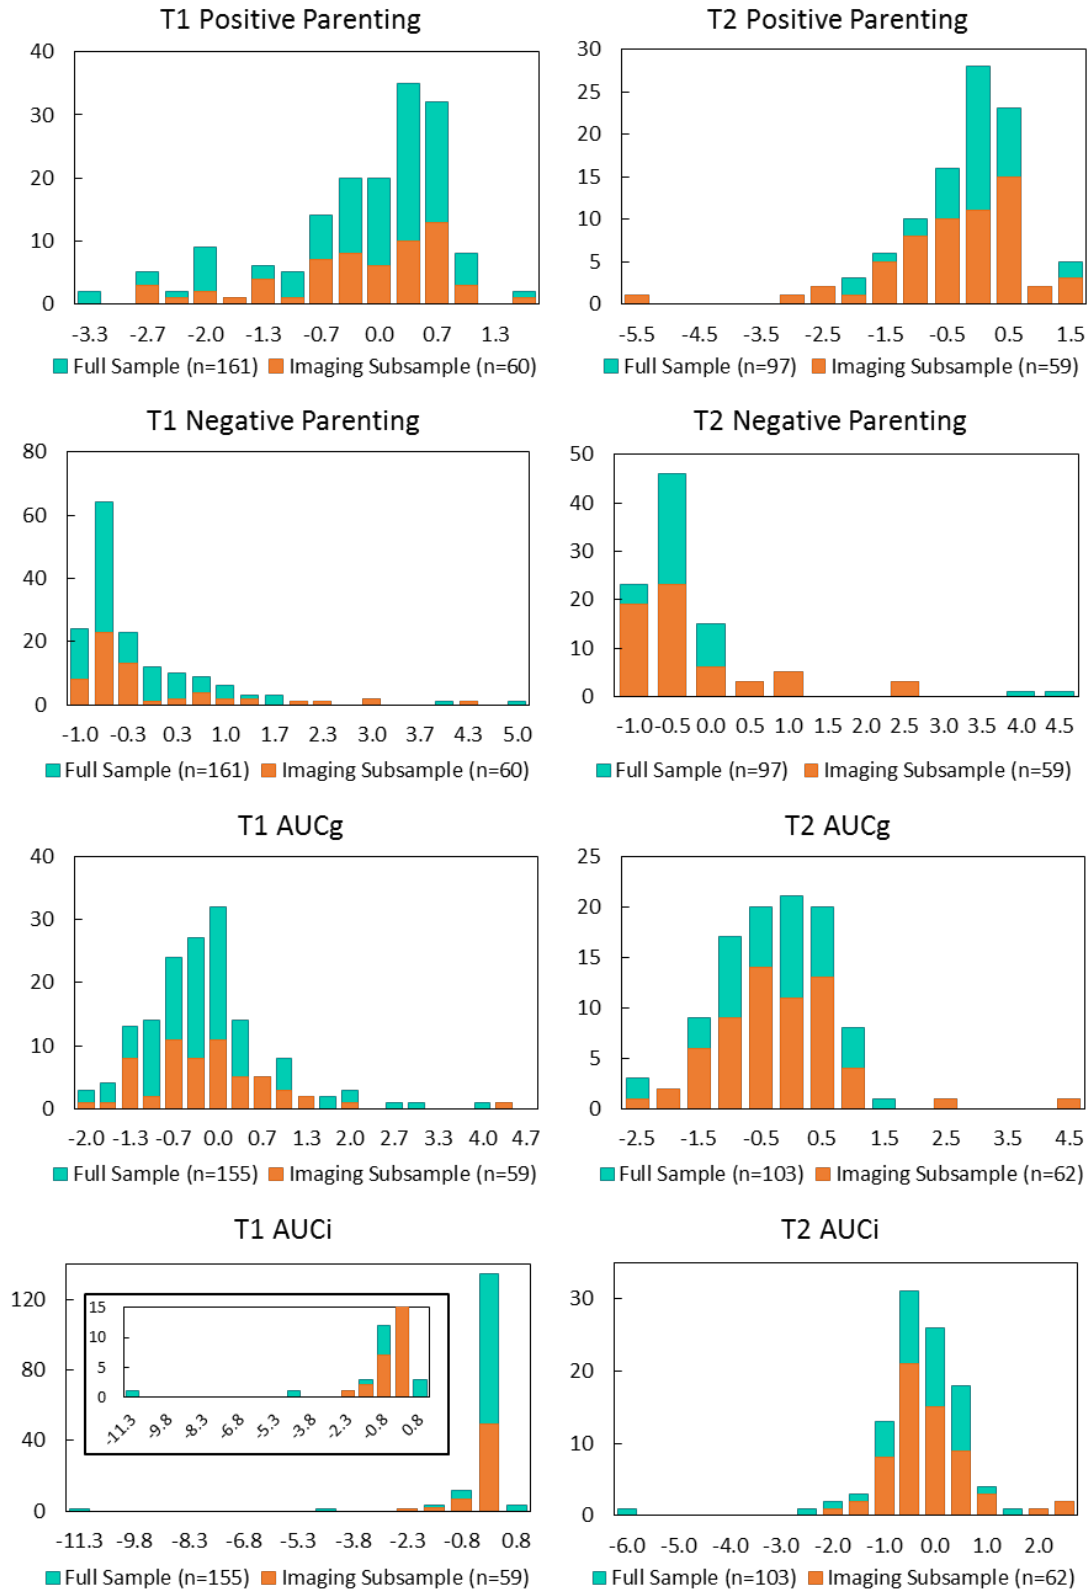 T1 Positive Parenting
40
30
20
10
0
-3.3 -2.7 -2.0 -1.3 -0.7 0.0 0.7 1.3
Full Sample (n=161) Imaging Subsample (n=60)
T2 Positive Parenting
30
25
20
15
10
5
0
-5.5 -4.5 -3.5 -2.5 -1.5 -0.5 0.5 1.5
Full Sample (n=97) Imaging Subsample (n=59)
T1 Negative Parenting
80
60
40
20
0
-1.0 -0.3 0.3 1.0 1.7 2.3 3.0 3.7 4.3 5.0
Full Sample (n=161) Imaging Subsample (n=60)
T2 Negative Parenting
50
40
30
20
10
0
-1.0 -0.5 0.0 0.5 1.0 1.5 2.0 2.5 3.0 3.5 4.0 4.5
Full Sample (n=97) Imaging Subsample (n=59)
T1 AUCg
40
30
20
10
0
-2.0 -1.3 -0.7 0.0 0.7 1.3 2.0 2.7 3.3 4.0 4.7
Full Sample (n=155) Imaging Subsample (n=59)
T2 AUCg
25
20
15
10
5
0
-2.5 -1.5 -0.5 0.5 1.5 2.5 3.5 4.5
Full Sample (n=103) Imaging Subsample (n=62)
T1 AUCi
120
80
40
0
15
10
5
0
-11.3 -9.8 -8.3 -6.8 -5.3 -3.8 -2.3 -0.8 0.8
-11.3 -9.8 -8.3 -6.8 -5.3 -3.8 -2.3 -0.8 0.8
Full Sample (n=155) Imaging Subsample (n=59)
T2 AUCi
30
20
10
0
-6.0 -5.0 -4.0 -3.0 -2.0 -1.0 0.0 1.0 2.0
Full Sample (n=103) Imaging Subsample (n=62)